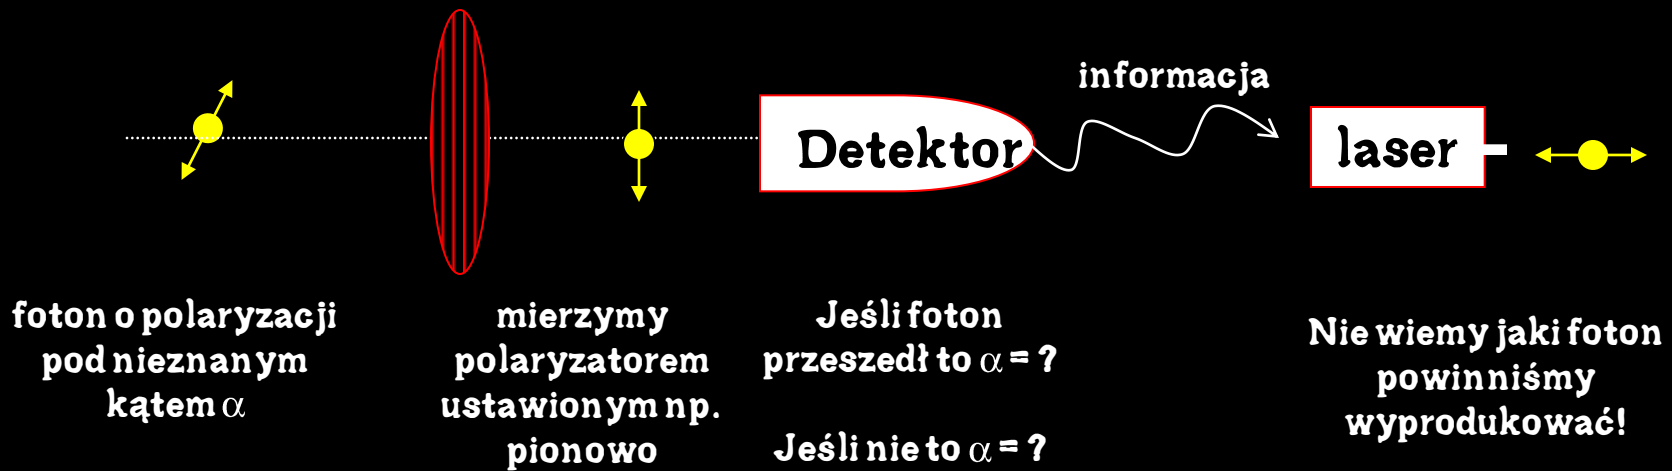 informacja
Detektor
laser
foton o polaryzacji
pod nieznanym
kątem α
mierzymy
polaryzatorem
ustawionym np.
pionowo
Jeśli foton
przeszedł to α = ?
Jeśli nie to α = ?
Nie wiemy jaki foton
powinniśmy
wyprodukować!